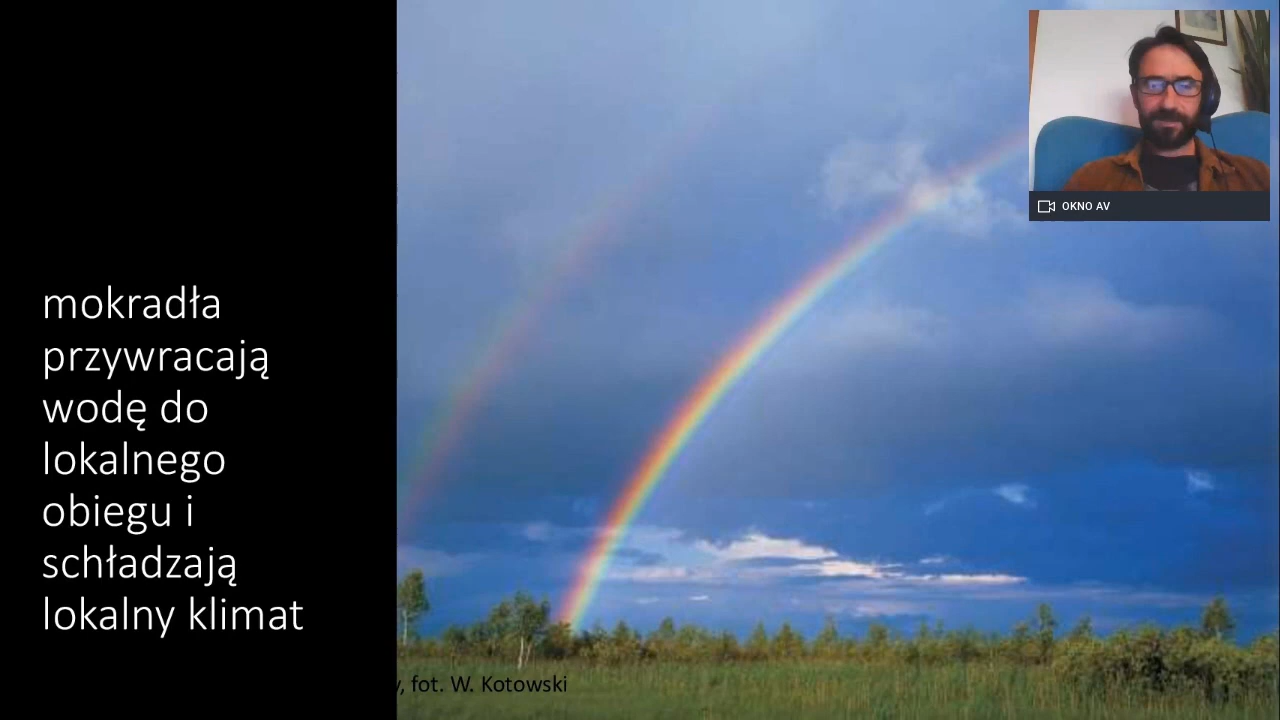 mokradła
przywracają
wodę do
lokalnego
obiegu i
schładzają
lokalny klimat
, fot. W. Kotowski
OKNO AV